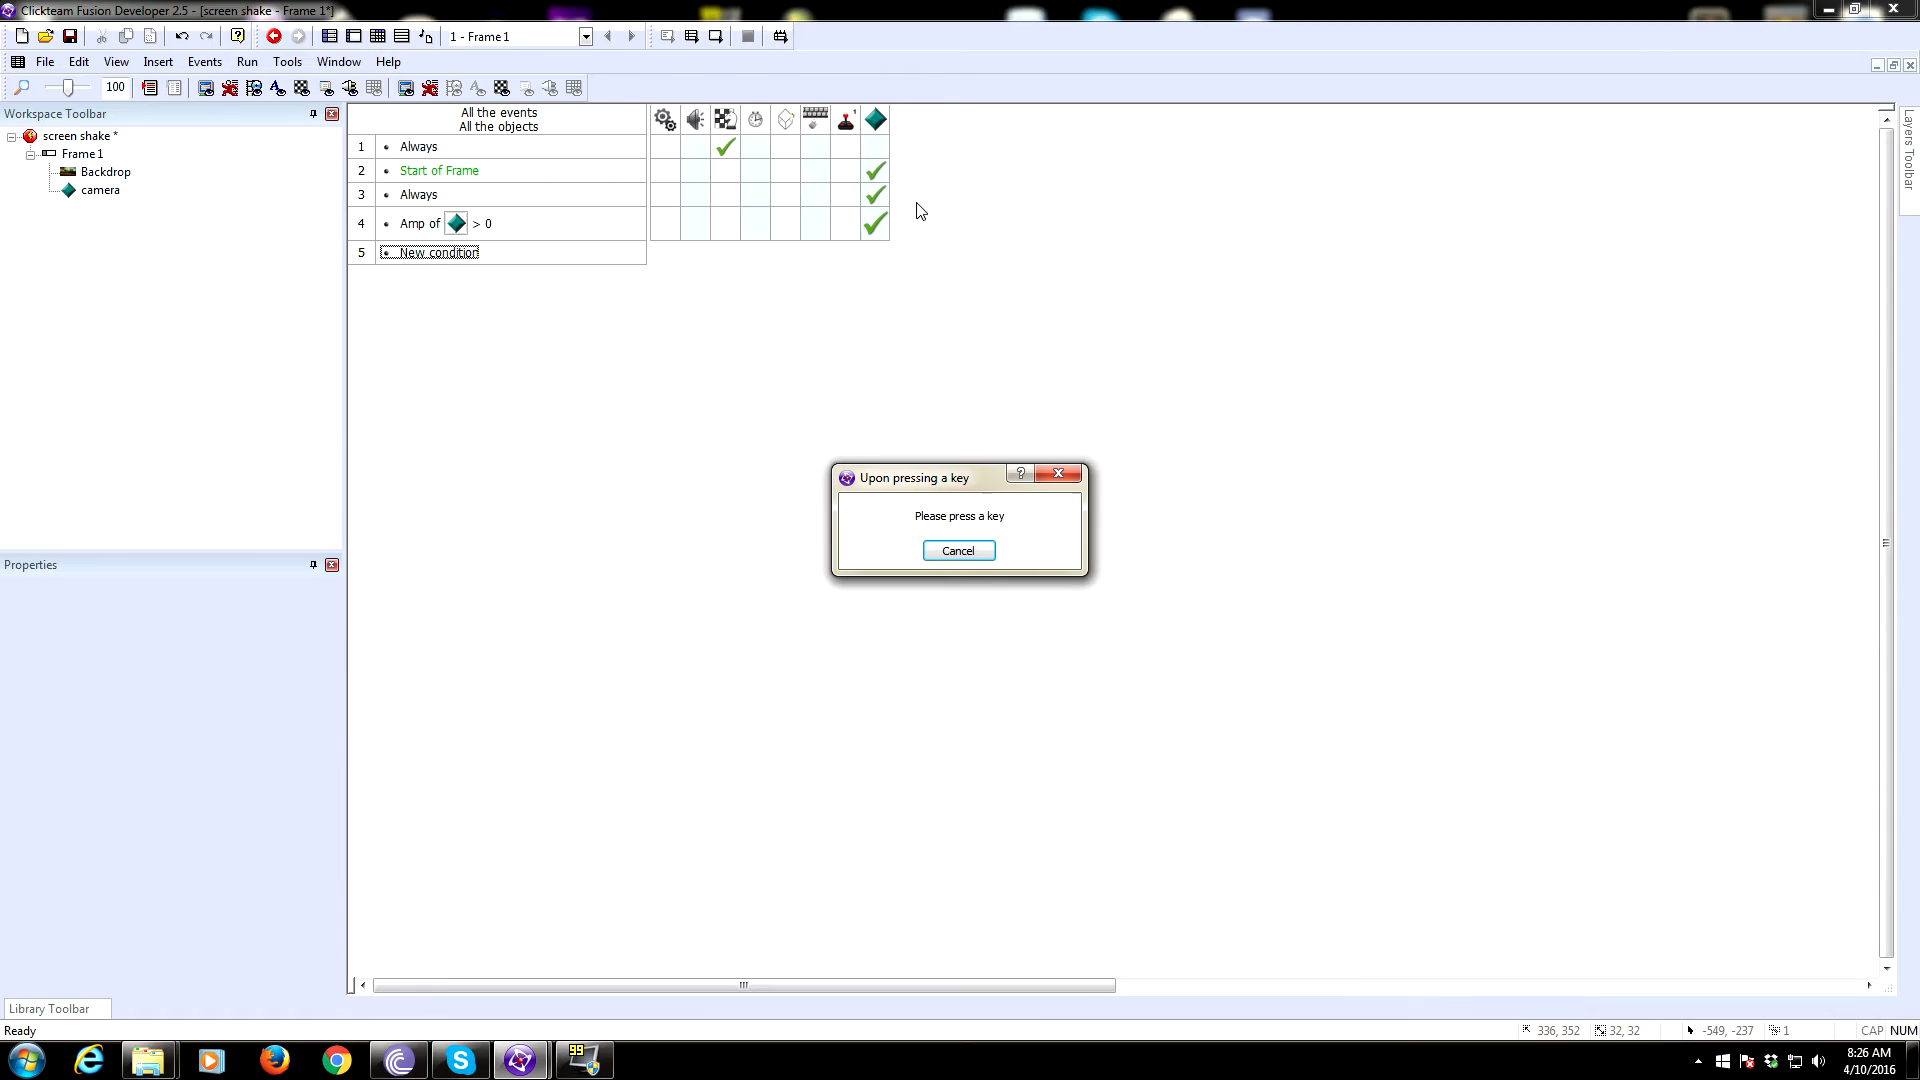 Clickteam Fusion Developer 2.5 - [screen shake - Frame 1*]
1 - Frame 1
File Edit View Insert Events Run Tools Window Help
100
Workspace Toolbar
screen shake *
Frame 1
Backdrop
camera
Properties
Library Toolbar
Layers Toolbar
All the events
All the objects
1 Always
2 Start of Frame
3 Always
4 Amp of > 0
5 New condition
Upon pressing a key
Please press a key
Cancel
Ready
336, 352 32, 32 -549, -237 1 CAP NUM
99
8:26 AM
4/10/2016